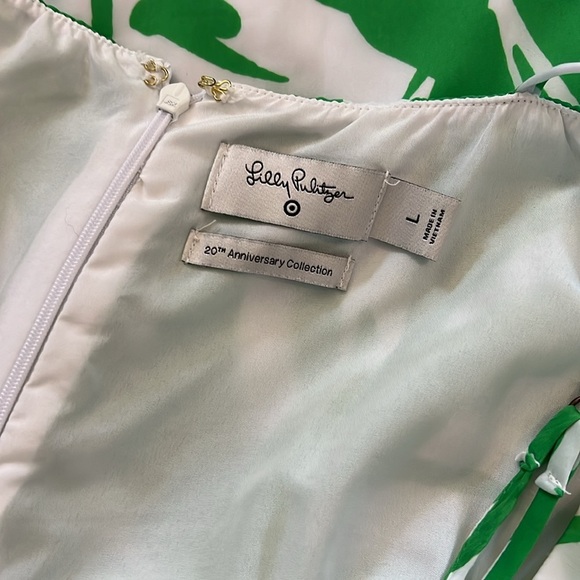 Lilly Pulitzer
L
MADE IN
VIETNAM
20TH Anniversary Collection